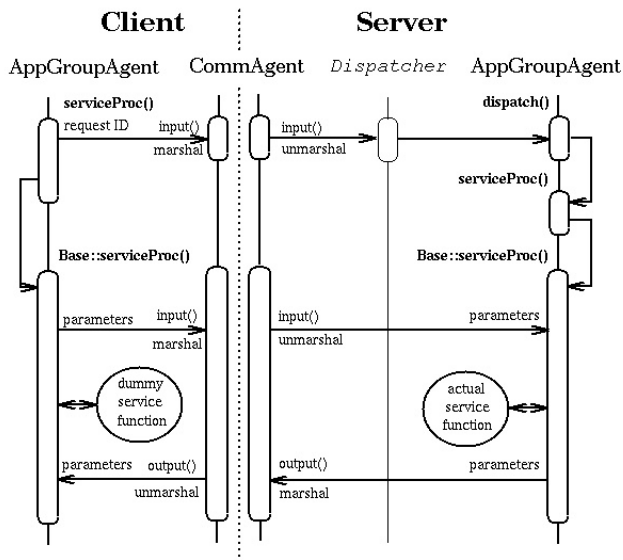 Client
Server
AppGroupAgent
CommAgent
Dispatcher
AppGroupAgent
serviceProc()
dispatch()
request ID
input()
input()
marshal
unmarshal
serviceProc()
Base::serviceProc()
Base::serviceProc()
parameters
input()
input()
parameters
marshal
unmarshal
dummy
service
function
actual
service
function
parameters
output()
output()
parameters
unmarshal
marshal